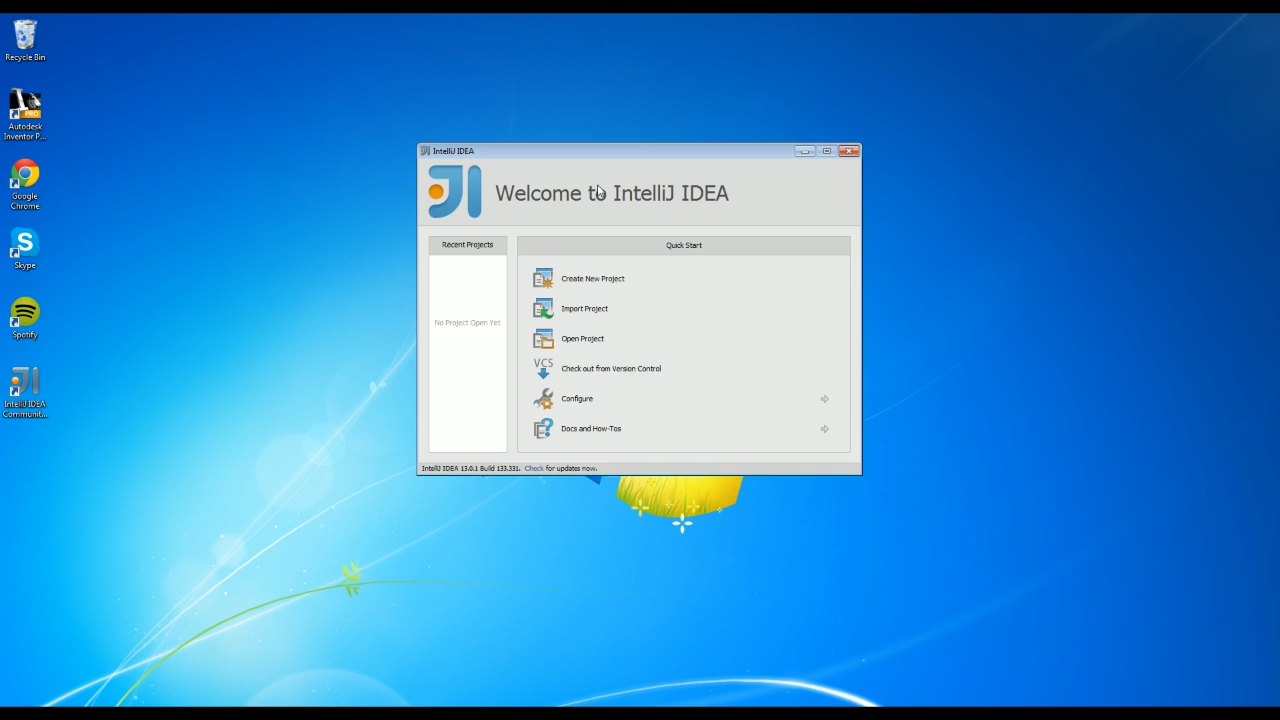 Recycle Bin
Autodesk
Inventor P...
PRO
Google
Chrome
Skype
Spotify
IntelliJ IDEA
Communit...
IntelliJ IDEA
Welcome to IntelliJ IDEA
Recent Projects
No Project Open Yet
Quick Start
Create New Project
Import Project
Open Project
VCS
Check out from Version Control
Configure
Docs and How-Tos
IntelliJ IDEA 13.0.1 Build 133.331. Check for updates now.